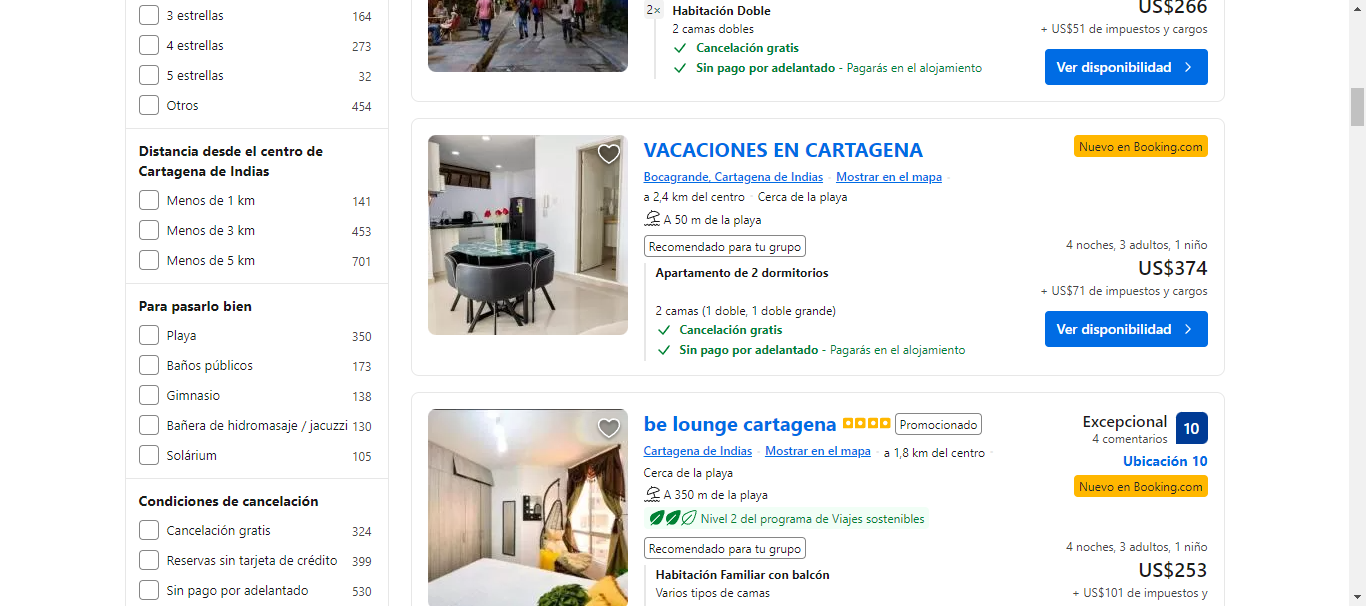 3 estrellas 164
4 estrellas 273
5 estrellas 32
Otros 454
Distancia desde el centro de
Cartagena de Indias
Menos de 1 km 141
Menos de 3 km 453
Menos de 5 km 701
Para pasarlo bien
Playa 350
Baños públicos 173
Gimnasio 138
Bañera de hidromasaje / jacuzzi 130
Solárium 105
Condiciones de cancelación
Cancelación gratis 324
Reservas sin tarjeta de crédito 399
Sin pago por adelantado 530
2× Habitación Doble
2 camas dobles
Cancelación gratis
Sin pago por adelantado - Pagarás en el alojamiento
US$266
+ US$51 de impuestos y cargos
Ver disponibilidad
VACACIONES EN CARTAGENA
Nuevo en Booking.com
Bocagrande, Cartagena de Indias · Mostrar en el mapa ·
a 2,4 km del centro · Cerca de la playa
A 50 m de la playa
Recomendado para tu grupo
Apartamento de 2 dormitorios
2 camas (1 doble, 1 doble grande)
Cancelación gratis
Sin pago por adelantado - Pagarás en el alojamiento
4 noches, 3 adultos, 1 niño
US$374
+ US$71 de impuestos y cargos
Ver disponibilidad
be lounge cartagena Promocionado
Cartagena de Indias · Mostrar en el mapa · a 1,8 km del centro ·
Cerca de la playa
A 350 m de la playa
Nivel 2 del programa de Viajes sostenibles
Recomendado para tu grupo
Habitación Familiar con balcón
Varios tipos de camas
Excepcional 10
4 comentarios
Ubicación 10
Nuevo en Booking.com
4 noches, 3 adultos, 1 niño
US$253
+ US$101 de impuestos y